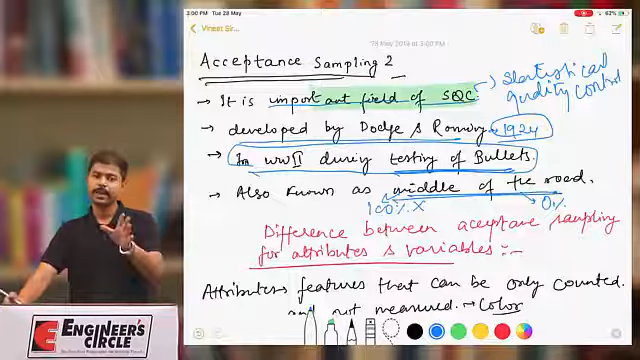 3:00 PM Tue 28 May
62%
Vineet Sir...
28 May 2019 at 3:00 PM
Acceptance Sampling 2
→ It is important field of SQC → statistical
quality control
→ developed by Dodge & Romig 1924
→ In WWII during testing of Bullets.
→ Also known as middle of the road.
100% X
0%
Difference between aceptane sampling
for attributes & variables :-
Attributes → features that can be only counted.
and not measured. → Color
E ENGINEER'S
CIRCLE